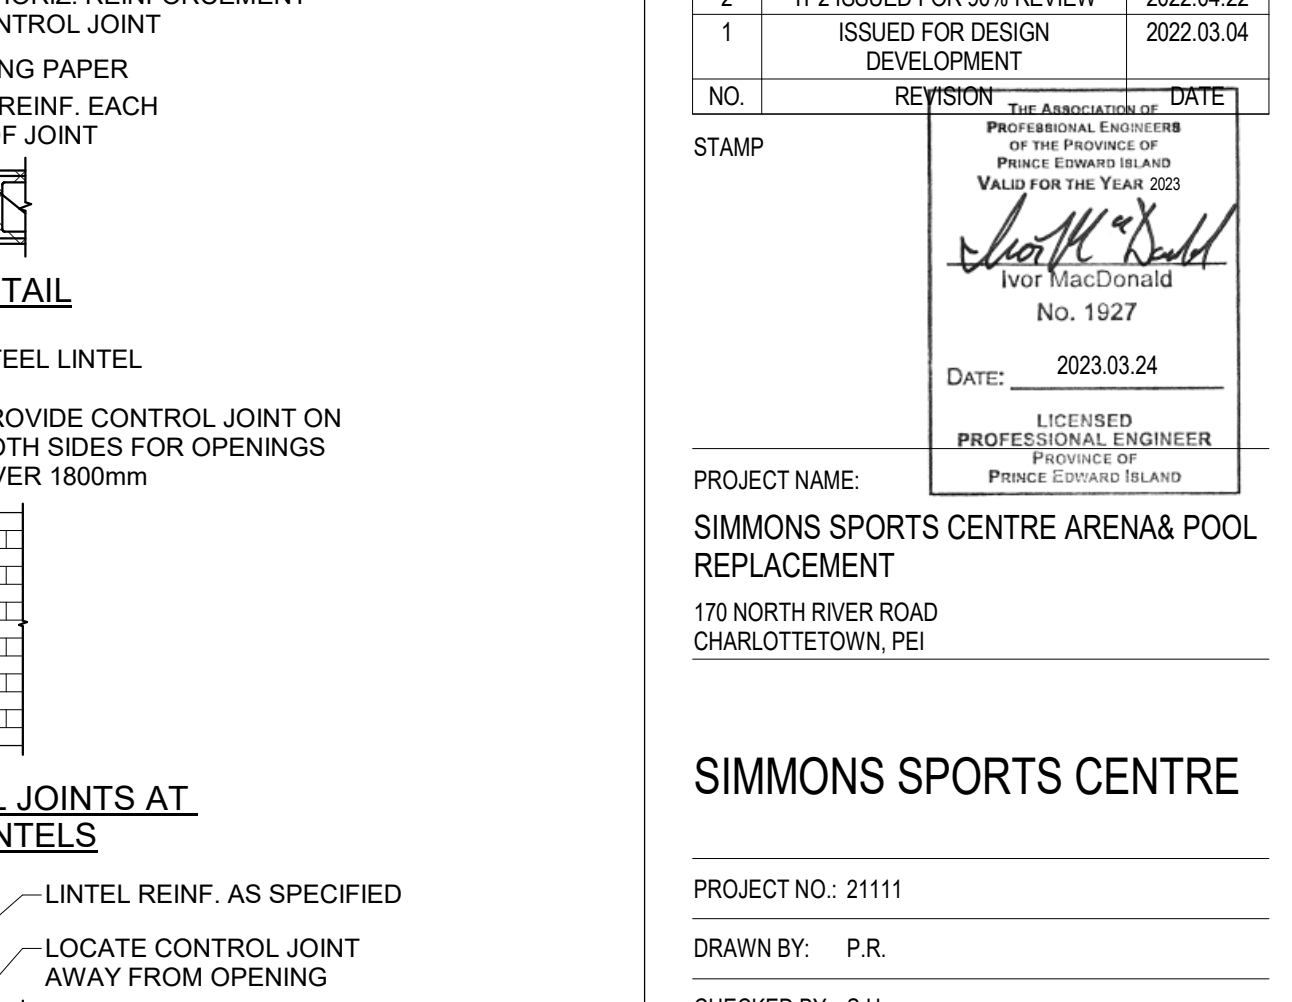 NTROL JOINT
NG PAPER
REINF. EACH
OF JOINT
TAIL
TEEL LINTEL
ROVIDE CONTROL JOINT ON
OTH SIDES FOR OPENINGS
VER 1800mm
L JOINTS AT
NTELS
LINTEL REINF. AS SPECIFIED
LOCATE CONTROL JOINT
AWAY FROM OPENING
1 ISSUED FOR DESIGN DEVELOPMENT 2022.03.04
NO. REVISION DATE
STAMP
THE ASSOCIATION OF
PROFESSIONAL ENGINEERS
OF THE PROVINCE OF
PRINCE EDWARD ISLAND
VALID FOR THE YEAR 2023
Ivor MacDonald
No. 1927
DATE: 2023.03.24
LICENSED
PROFESSIONAL ENGINEER
PROVINCE OF
PRINCE EDWARD ISLAND
PROJECT NAME:
SIMMONS SPORTS CENTRE ARENA& POOL
REPLACEMENT
170 NORTH RIVER ROAD
CHARLOTTETOWN, PEI
SIMMONS SPORTS CENTRE
PROJECT NO.: 21111
DRAWN BY: P.R.